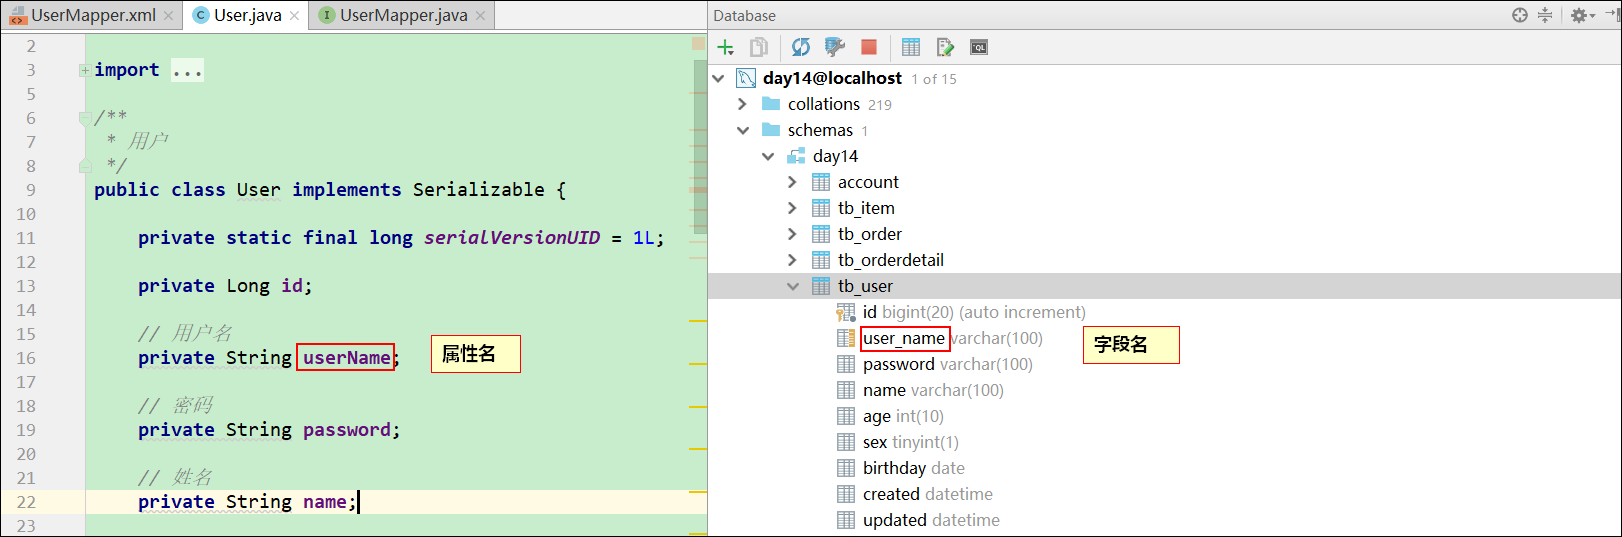 UserMapper.xml
User.java
UserMapper.java
2
3 import ...
5
6 /**
7 * 用户
8 */
9 public class User implements Serializable {
10
11 private static final long serialVersionUID = 1L;
12
13 private Long id;
14
15 // 用户名
16 private String userName;
属性名
17
18 // 密码
19 private String password;
20
21 // 姓名
22 private String name;
23
Database
QL
day14@localhost 1 of 15
collations 219
schemas 1
day14
account
tb_item
tb_order
tb_orderdetail
tb_user
id bigint(20) (auto increment)
user_name varchar(100)
字段名
password varchar(100)
name varchar(100)
age int(10)
sex tinyint(1)
birthday date
created datetime
updated datetime